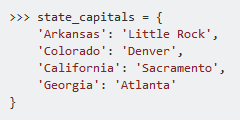 >>> state_capitals = {
    'Arkansas': 'Little Rock',
    'Colorado': 'Denver',
    'California': 'Sacramento',
    'Georgia': 'Atlanta'
}